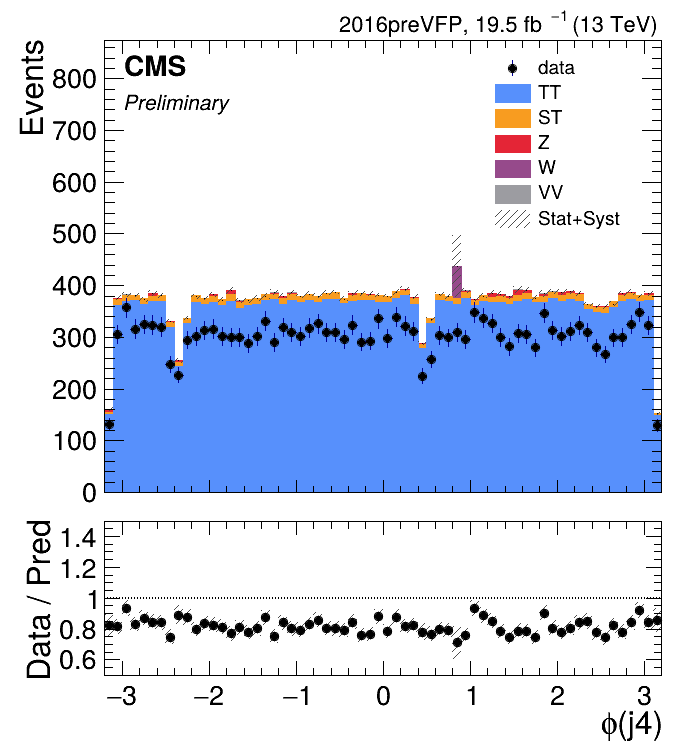 2016preVFP, 19.5 fb⁻¹ (13 TeV)
Events
CMS
Preliminary
data
TT
ST
Z
W
VV
Stat+Syst
800
700
600
500
400
300
200
100
0
Data / Pred
1.4
1.2
1
0.8
0.6
−3 −2 −1 0 1 2 3
ϕ(j4)